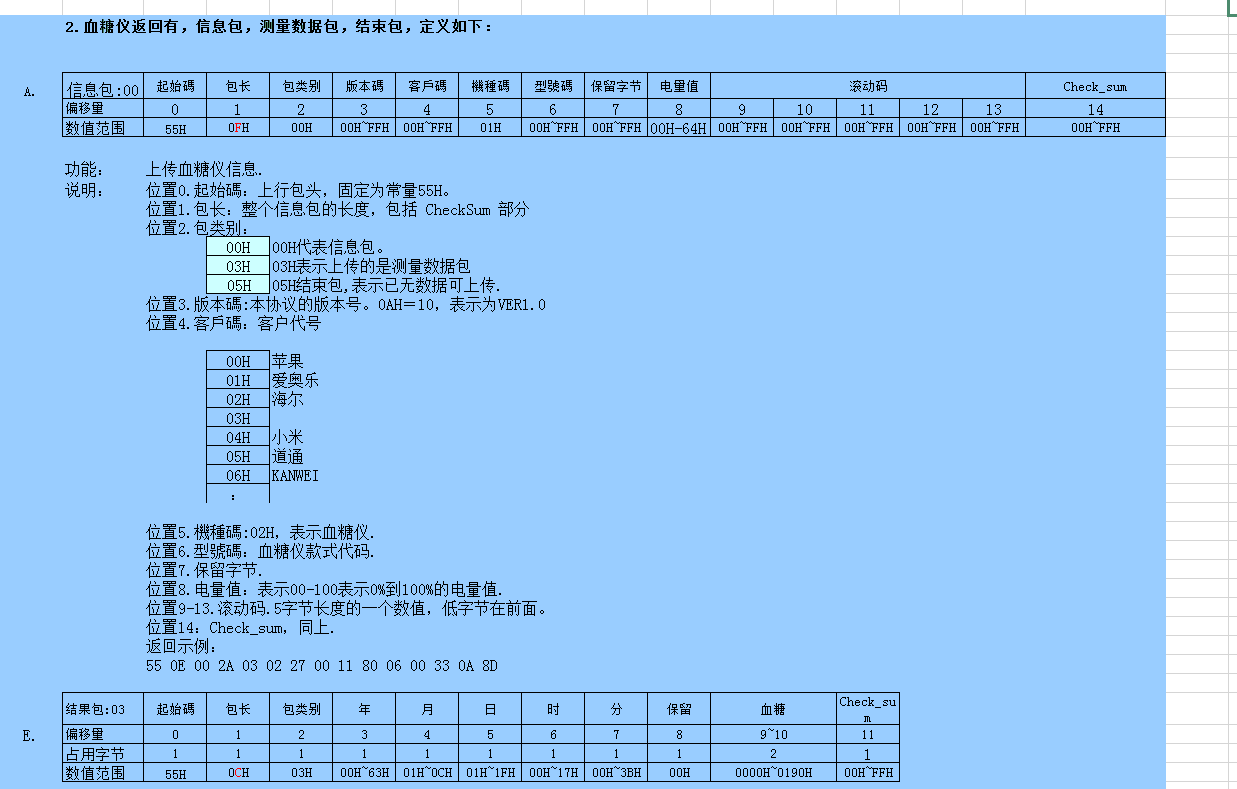 2.血糖仪返回有，信息包，测量数据包，结束包，定义如下：
A. 信息包:00 起始碼 包长 包类别 版本碼 客戶碼 機種碼 型號碼 保留字节 电量值 滚动码 Check_sum
偏移量 0 1 2 3 4 5 6 7 8 9 10 11 12 13 14
数值范围 55H 0FH 00H 00H~FFH 00H~FFH 01H 00H~FFH 00H~FFH 00H-64H 00H~FFH 00H~FFH 00H~FFH 00H~FFH 00H~FFH 00H~FFH
功能： 上传血糖仪信息.
说明： 位置0.起始碼：上行包头，固定为常量55H。
位置1.包长：整个信息包的长度，包括 CheckSum 部分
位置2.包类别：
00H 00H代表信息包。
03H 03H表示上传的是测量数据包
05H 05H结束包,表示已无数据可上传.
位置3.版本碼:本协议的版本号。0AH＝10，表示为VER1.0
位置4.客戶碼：客户代号
00H 苹果
01H 爱奥乐
02H 海尔
03H
04H 小米
05H 道通
06H KANWEI
：
位置5.機種碼:02H，表示血糖仪.
位置6.型號碼：血糖仪款式代码.
位置7.保留字节.
位置8.电量值：表示00-100表示0%到100%的电量值.
位置9-13.滚动码.5字节长度的一个数值，低字节在前面。
位置14：Check_sum，同上.
返回示例：
55 0E 00 2A 03 02 27 00 11 80 06 00 33 0A 8D
E. 结果包:03 起始碼 包长 包类别 年 月 日 时 分 保留 血糖 Check_sum
偏移量 0 1 2 3 4 5 6 7 8 9~10 11
占用字节 1 1 1 1 1 1 1 1 1 2 1
数值范围 55H 0CH 03H 00H~63H 01H~0CH 01H~1FH 00H~17H 00H~3BH 00H 0000H~0190H 00H~FFH